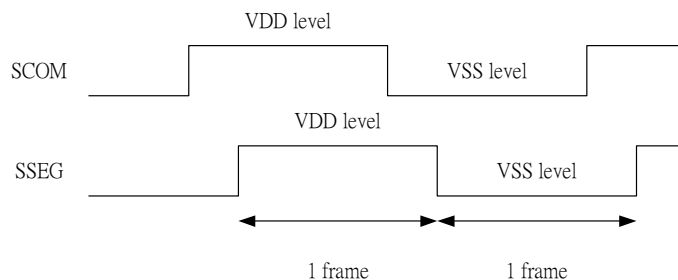 VDD level
SCOM
VSS level
VDD level
SSEG
VSS level
1 frame
1 frame